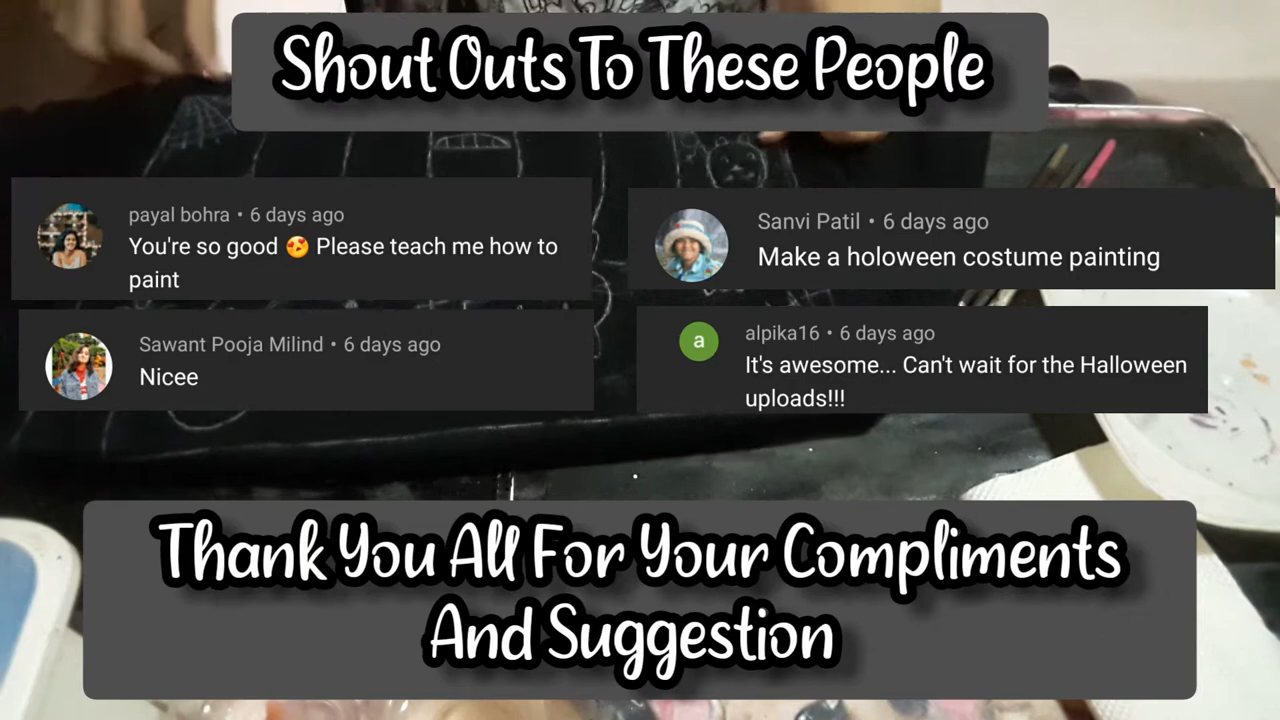 Shout Outs To These People
payal bohra • 6 days ago
You're so good 😍 Please teach me how to
paint
Sanvi Patil • 6 days ago
Make a holoween costume painting
Sawant Pooja Milind • 6 days ago
Nicee
a
alpika16 • 6 days ago
It's awesome... Can't wait for the Halloween
uploads!!!
Thank You All For Your Compliments
And Suggestion